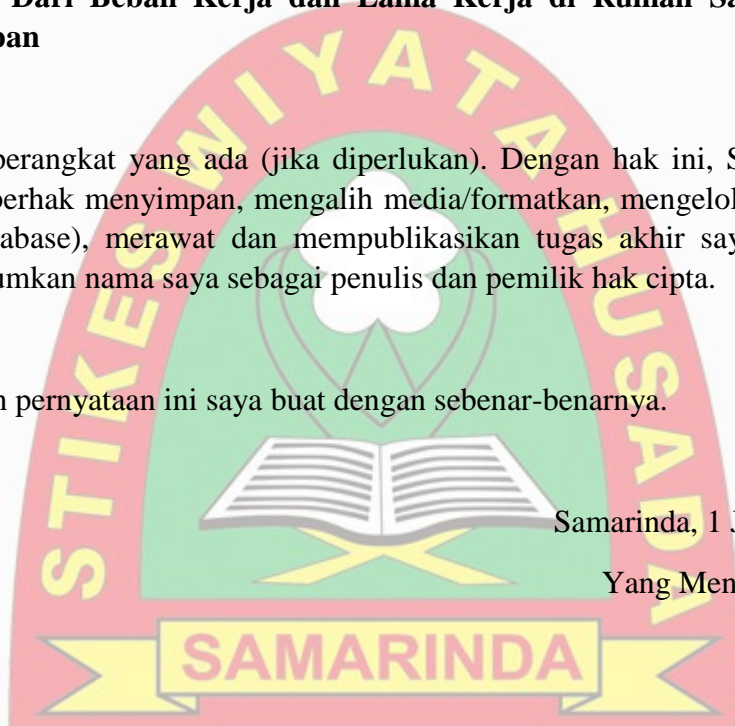 Dari Beban Kerja dan Lama Kerja di Rumah Sa
pan
perangkat yang ada (jika diperlukan). Dengan hak ini, S
berhak menyimpan, mengalih media/formatkan, mengelol
abase), merawat dan mempublikasikan tugas akhir say
umkan nama saya sebagai penulis dan pemilik hak cipta.
n pernyataan ini saya buat dengan sebenar-benarnya.
Samarinda, 1 J
Yang Men
STIKES WIYATA HUSADA
SAMARINDA